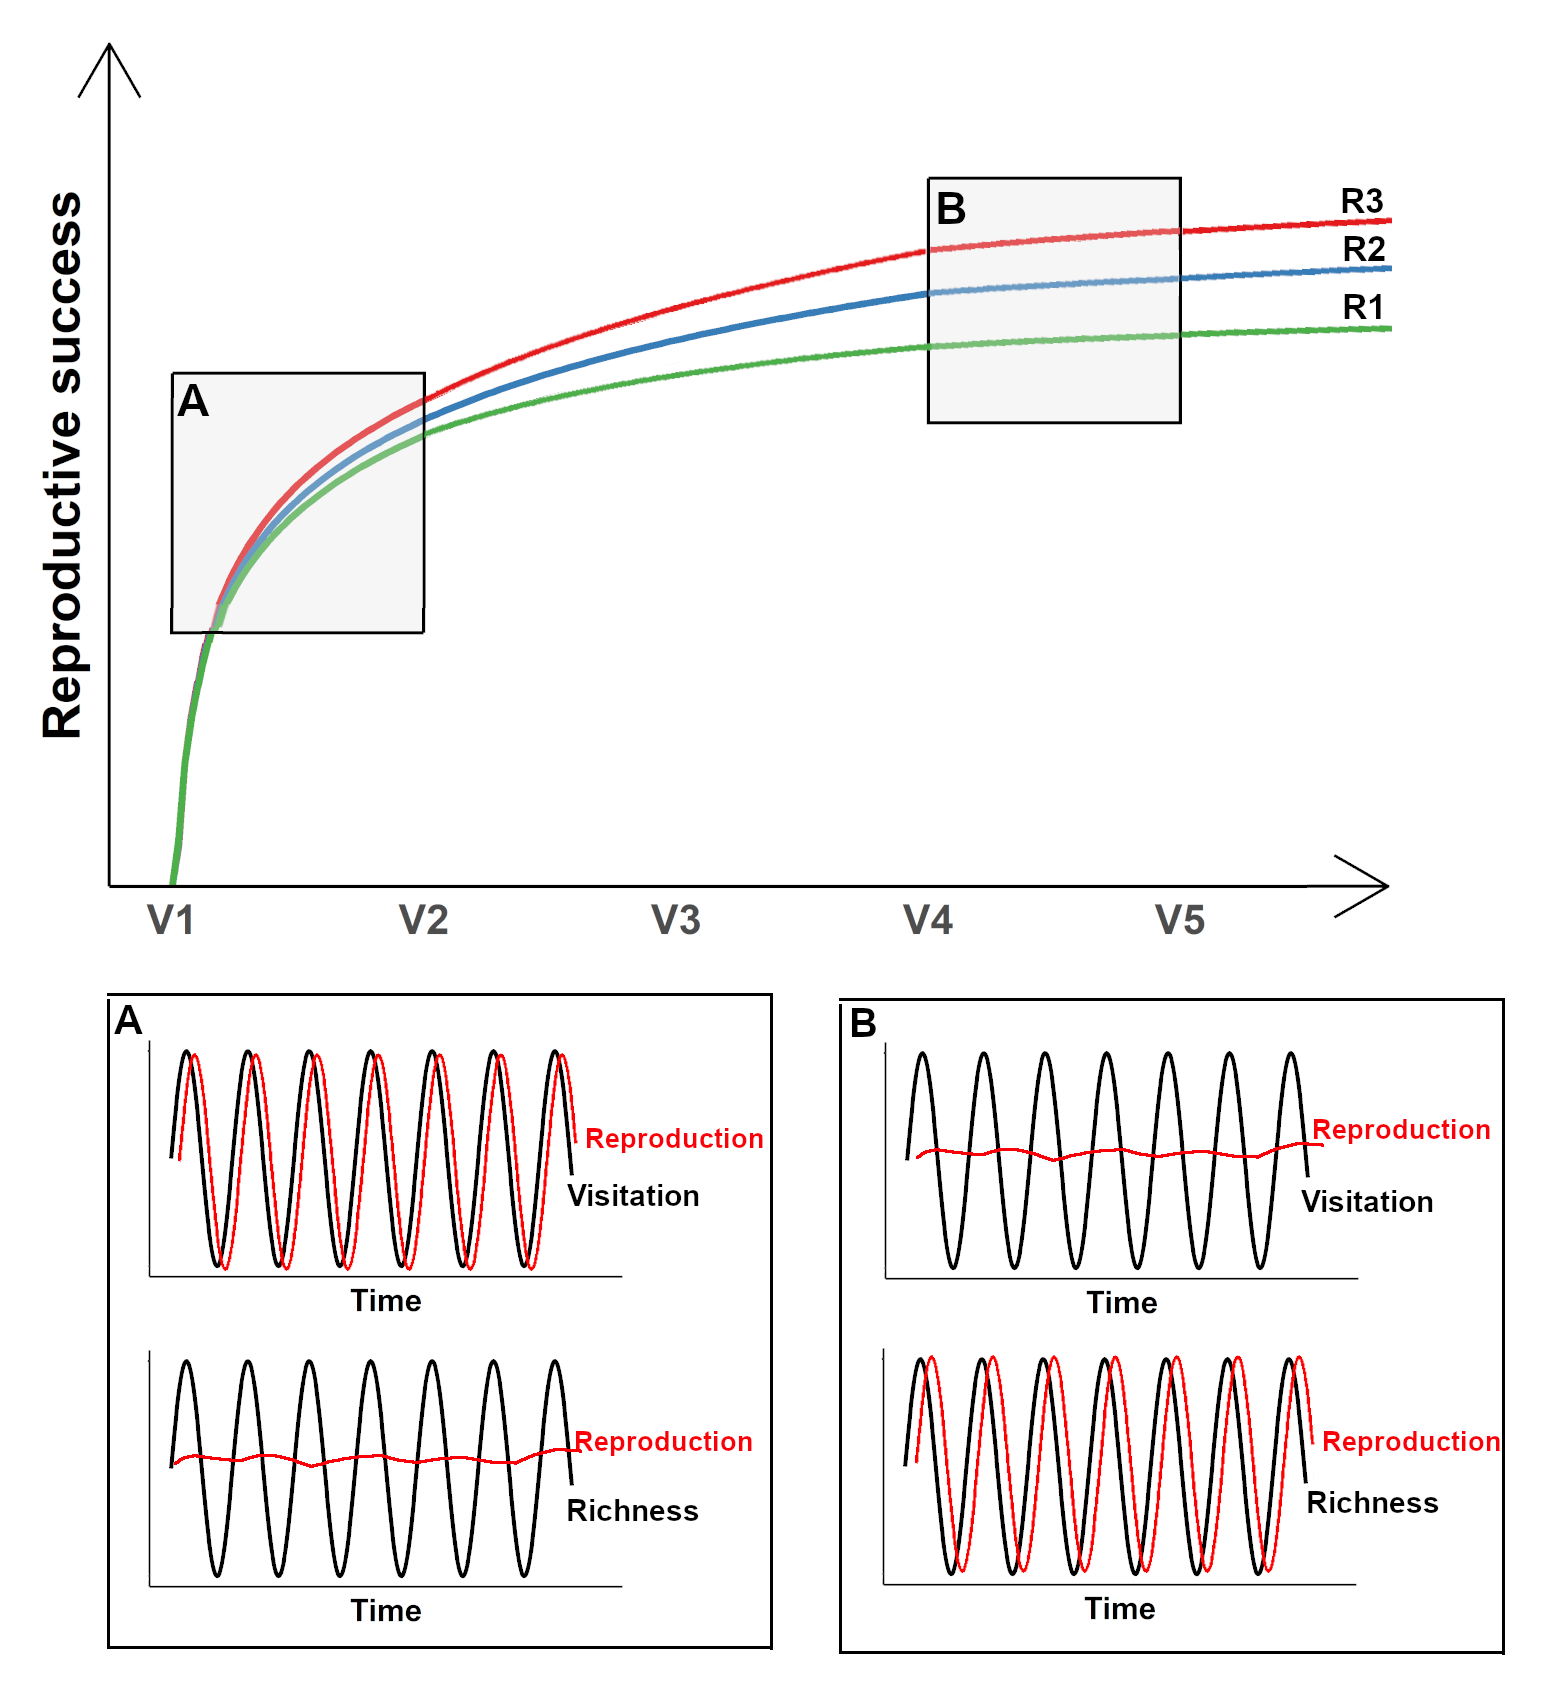 Reproductive success
A
B
R3
R2
R1
V1 V2 V3 V4 V5
A
Reproduction
Visitation
Time
Reproduction
Richness
Time
B
Reproduction
Visitation
Time
Reproduction
Richness
Time